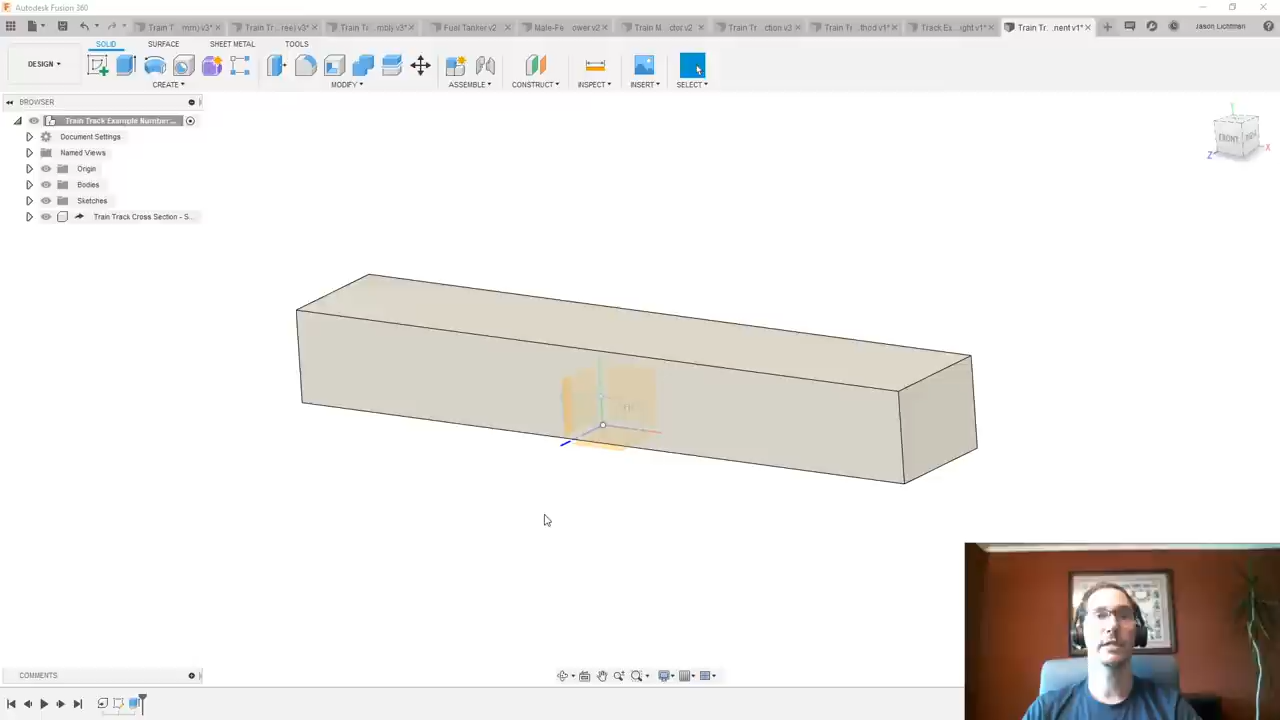 Autodesk Fusion 360
Train T... mm) v3*
Train Tr...ree) v3*
Train Tr...mbly) v3*
Fuel Tanker v2
Male-Fe...ower v2
Train M...ctor v2
Train Tr...ction v3
Train Tr...thod v1*
Track Ex...ight v1*
Train Tr...nent v1*
Jason Lichtman
SOLID SURFACE SHEET METAL TOOLS
DESIGN
CREATE MODIFY ASSEMBLE CONSTRUCT INSPECT INSERT SELECT
BROWSER
Train Track Example Number...
Document Settings
Named Views
Origin
Bodies
Sketches
Train Track Cross Section - S...
FRONT
Z
X
COMMENTS